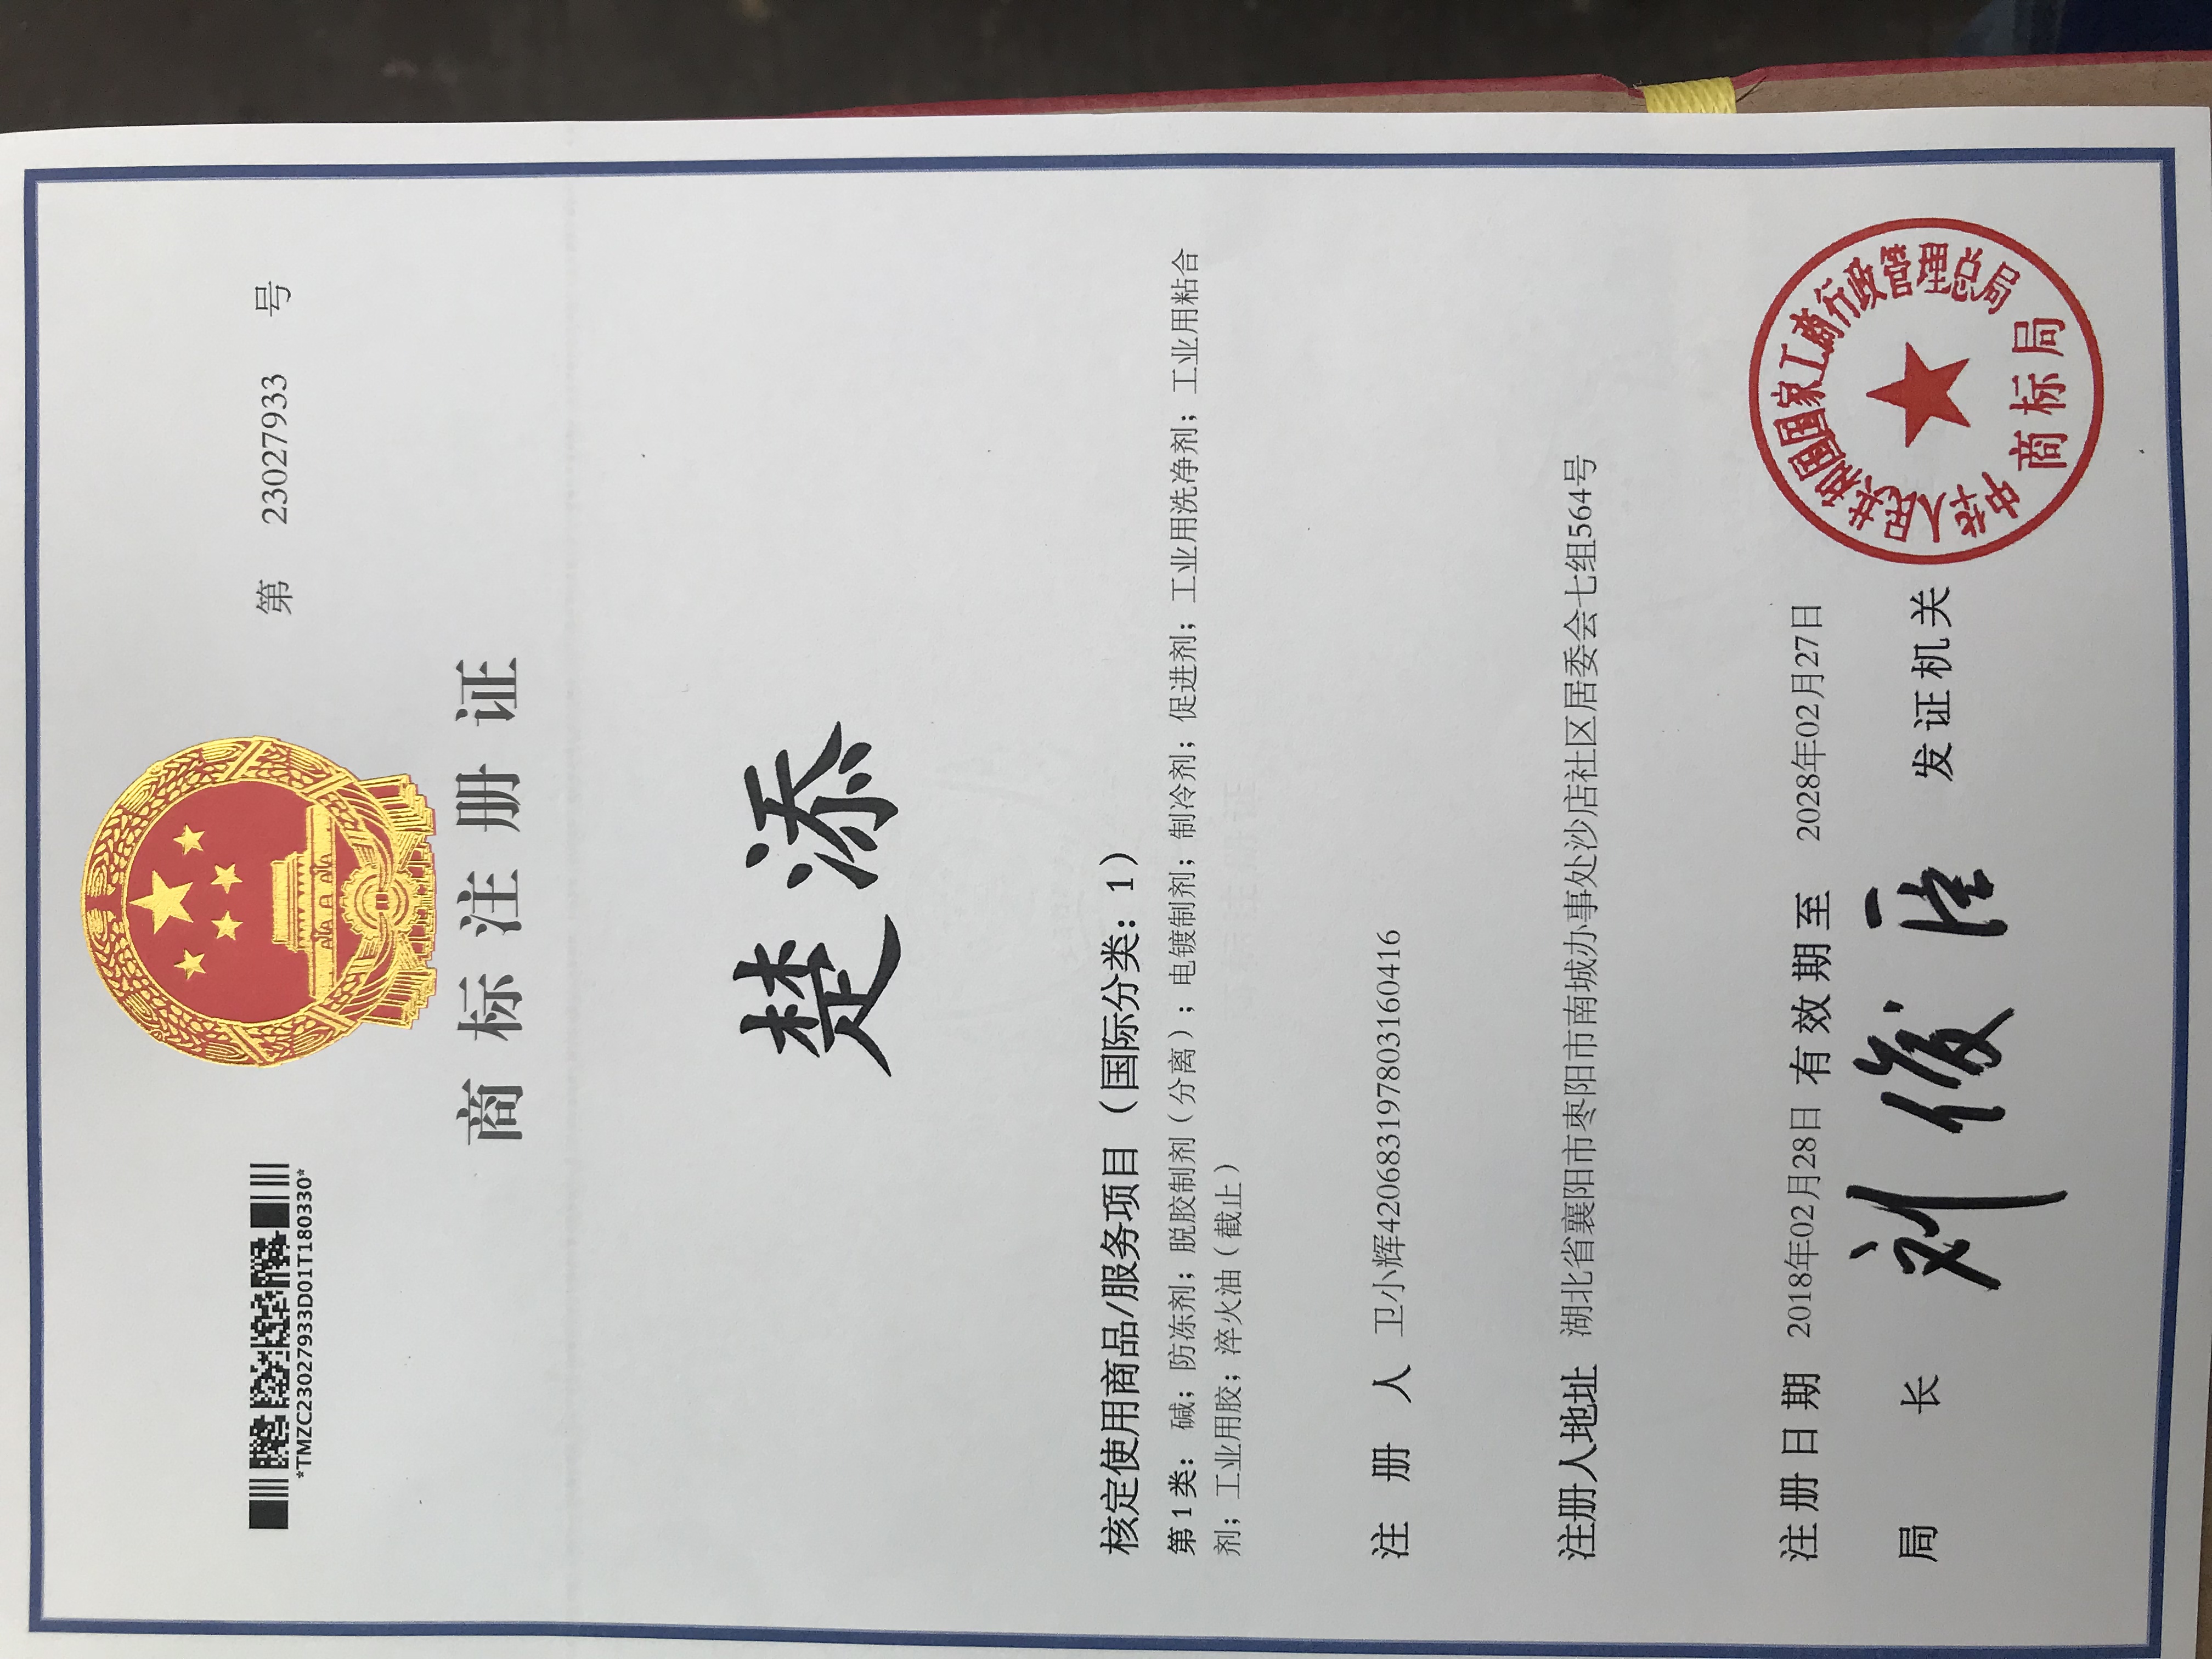 *TMZC23027933D01T180330*
第 23027933 号
商标注册证
楚添
核定使用商品/服务项目（国际分类：1）
第1类：碱；防冻剂；脱胶制剂（分离）；电镀制剂；制冷剂；促进剂；工业用洗净剂；工业用粘合
剂；工业用胶；淬火油（截止）
注册人 卫小辉420683197803160416
注册人地址 湖北省襄阳市枣阳市南城办事处沙店社区居委会七组564号
注册日期 2018年02月28日 有效期至 2028年02月27日
局长 刘俊臣 发证机关
中华人民共和国国家工商行政管理总局
商标局